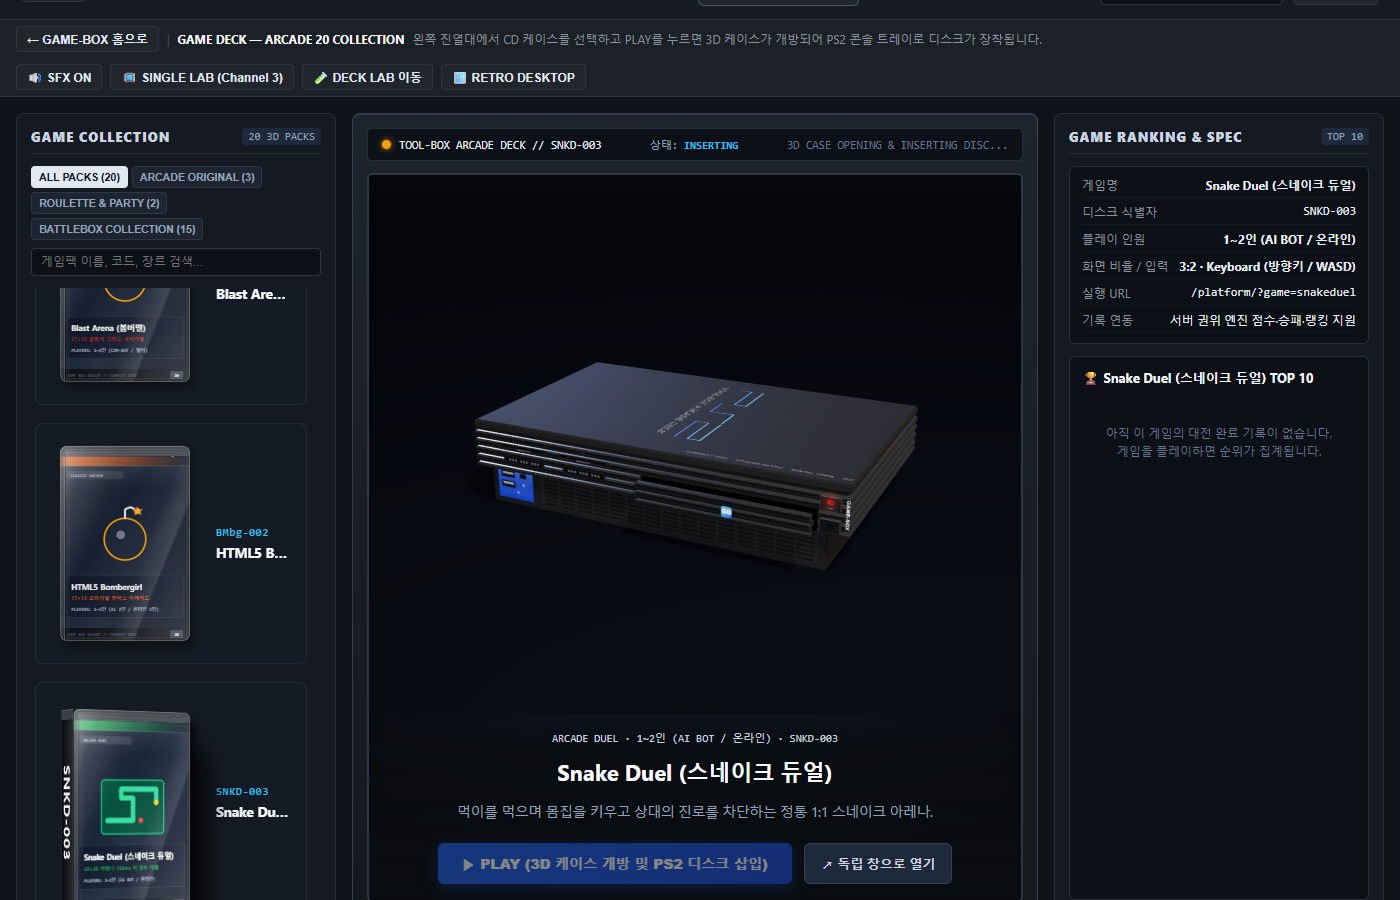 ← GAME-BOX 홈으로 | GAME DECK — ARCADE 20 COLLECTION 왼쪽 진열대에서 CD 케이스를 선택하고 PLAY를 누르면 3D 케이스가 개방되어 PS2 콘솔 트레이로 디스크가 장착됩니다.
SFX ON SINGLE LAB (Channel 3) DECK LAB 이동 RETRO DESKTOP
GAME COLLECTION 20 3D PACKS
ALL PACKS (20) ARCADE ORIGINAL (3)
ROULETTE & PARTY (2)
BATTLEBOX COLLECTION (15)
게임팩 이름, 코드, 장르 검색...
Blast Are...
Blast Arena (봄버맨)
CLASSIC ARCADE
HTML5 Bombergirl
BMbg-002
HTML5 B...
ARCADE DUEL
SNKD-003
Snake Duel (스네이크 듀얼)
SNKD-003
Snake Du...
TOOL-BOX ARCADE DECK // SNKD-003 상태: INSERTING 3D CASE OPENING & INSERTING DISC...
GAME-BOX
ARCADE DUEL · 1~2인 (AI BOT / 온라인) · SNKD-003
Snake Duel (스네이크 듀얼)
먹이를 먹으며 몸집을 키우고 상대의 진로를 차단하는 정통 1:1 스네이크 아레나.
▶ PLAY (3D 케이스 개방 및 PS2 디스크 삽입) ↗ 독립 창으로 열기
GAME RANKING & SPEC TOP 10
게임명 Snake Duel (스네이크 듀얼)
디스크 식별자 SNKD-003
플레이 인원 1~2인 (AI BOT / 온라인)
화면 비율 / 입력 3:2 · Keyboard (방향키 / WASD)
실행 URL /platform/?game=snakeduel
기록 연동 서버 권위 엔진 점수·승패·랭킹 지원
Snake Duel (스네이크 듀얼) TOP 10
아직 이 게임의 대전 완료 기록이 없습니다.
게임을 플레이하면 순위가 집계됩니다.